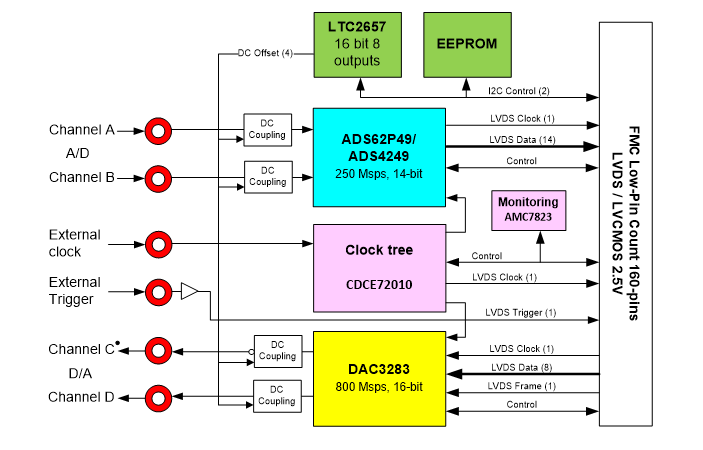 LTC2657
16 bit 8
outputs
EEPROM
DC Offset (4)
I2C Control (2)
Channel A
A/D
Channel B
DC
Coupling
DC
Coupling
ADS62P49/
ADS4249
250 Msps, 14-bit
LVDS Clock (1)
LVDS Data (14)
Control
Monitoring
AMC7823
External
clock
Clock tree
CDCE72010
Control
LVDS Clock (1)
External
Trigger
LVDS Trigger (1)
Channel C•
D/A
Channel D
DC
Coupling
DC
Coupling
DAC3283
800 Msps, 16-bit
LVDS Clock (1)
LVDS Data (8)
LVDS Frame (1)
Control
FMC Low-Pin Count 160-pins
LVDS / LVCMOS 2.5V